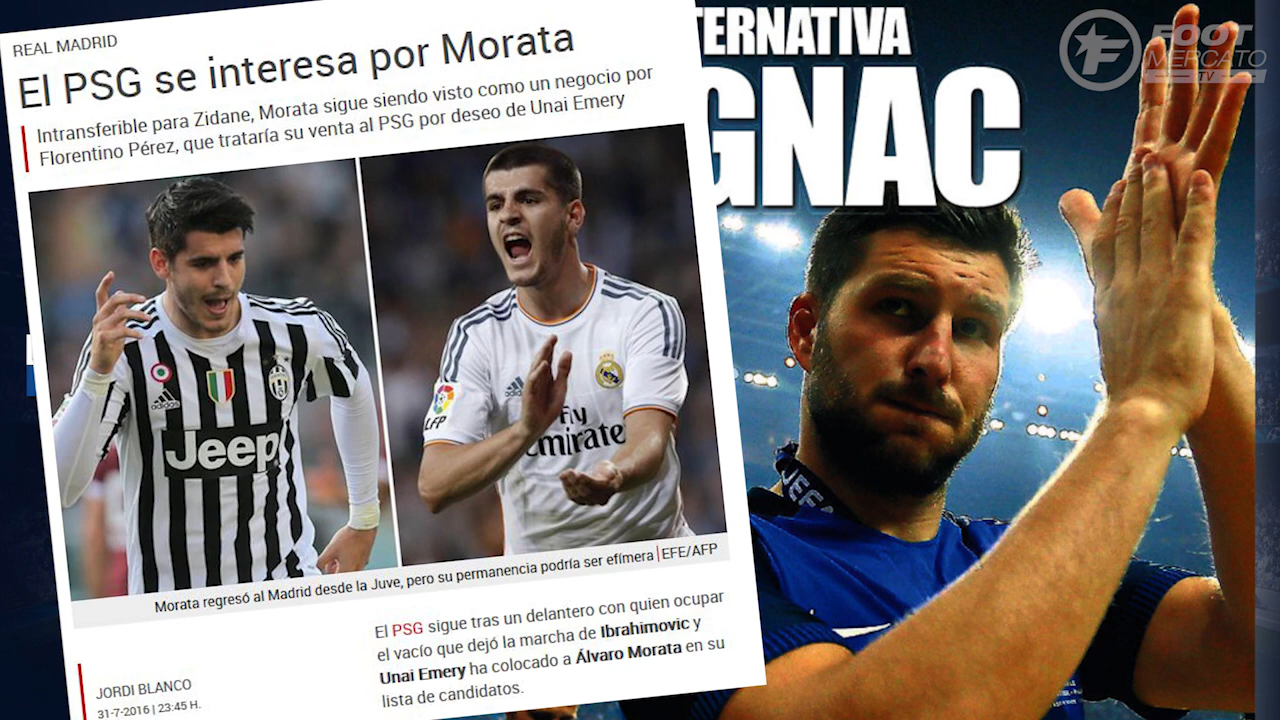 REAL MADRID
El PSG se interesa por Morata
Intransferible para Zidane, Morata sigue siendo visto como un negocio por
Florentino Pérez, que trataría su venta al PSG por deseo de Unai Emery
adidas
Jeep
LFP
Fly
Emirates
Morata regresó al Madrid desde la Juve, pero su permanencia podría ser efímera | EFE/AFP
El PSG sigue tras un delantero con quien ocupar
el vacío que dejó la marcha de Ibrahimovic y
Unai Emery ha colocado a Álvaro Morata en su
lista de candidatos.
JORDI BLANCO
31-7-2016 | 23:45 H.
TERNATIVA
GNAC
FOOT
MERCATO
TV
UEFA